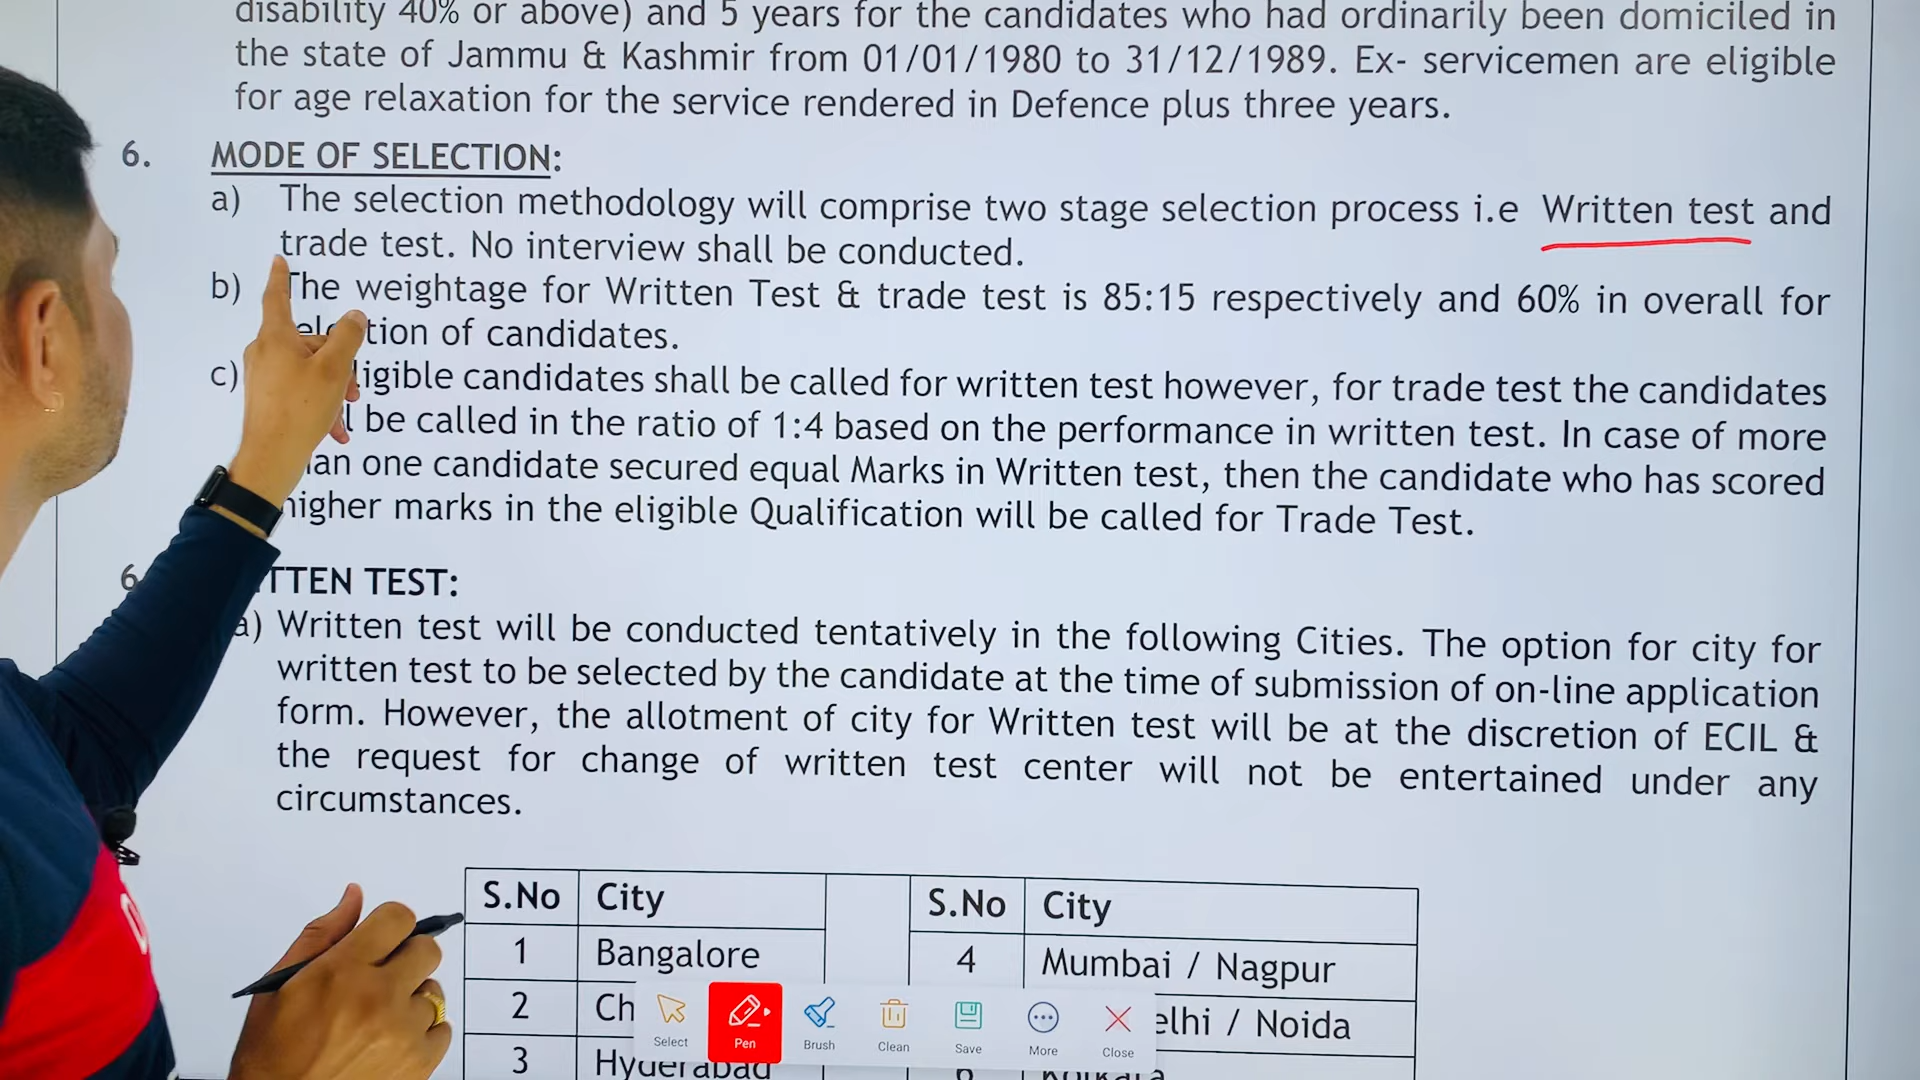 disability 40% or above) and 5 years for the candidates who had ordinarily been domiciled in
the state of Jammu & Kashmir from 01/01/1980 to 31/12/1989. Ex- servicemen are eligible
for age relaxation for the service rendered in Defence plus three years.
6. MODE OF SELECTION:
a) The selection methodology will comprise two stage selection process i.e Written test and
trade test. No interview shall be conducted.
b) The weightage for Written Test & trade test is 85:15 respectively and 60% in overall for
tion of candidates.
c) ligible candidates shall be called for written test however, for trade test the candidates
l be called in the ratio of 1:4 based on the performance in written test. In case of more
an one candidate secured equal Marks in Written test, then the candidate who has scored
higher marks in the eligible Qualification will be called for Trade Test.
6 TTEN TEST:
a) Written test will be conducted tentatively in the following Cities. The option for city for
written test to be selected by the candidate at the time of submission of on-line application
form. However, the allotment of city for Written test will be at the discretion of ECIL &
the request for change of written test center will not be entertained under any
circumstances.
S.No City S.No City
1 Bangalore 4 Mumbai / Nagpur
2 Ch elhi / Noida
3 Hyderabad
Select Pen Brush Clean Save More Close